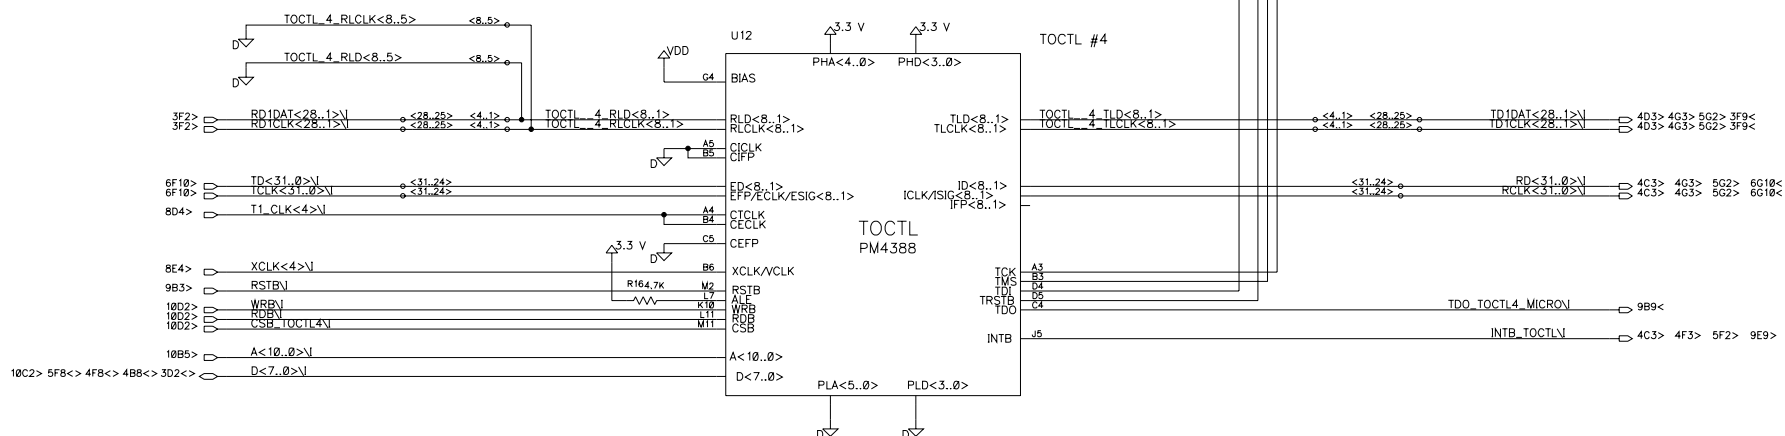 TOCTL_4_RLCLK<8..5> <8..5>
D
TOCTL_4_RLD<8..5> <8..5>
D
U12
3.3 V 3.3 V
TOCTL #4
VDD
PHA<4..0> PHD<3..0>
G4 BIAS
3F2> RD1DAT<28..1>\I <28..25> <4..1> TOCTL__4_RLD<8..1> RLD<8..1> TLD<8..1> TOCTL__4_TLD<8..1> <4..1> <28..25> TD1DAT<28..1>\I 4D3> 4G3> 5G2> 3F9<
3F2> RD1CLK<28..1>\I <28..25> <4..1> TOCTL__4_RLCLK<8..1> RLCLK<8..1> TLCLK<8..1> TOCTL__4_TLCLK<8..1> <4..1> <28..25> TD1CLK<28..1>\I 4D3> 4G3> 5G2> 3F9<
A5 CICLK
D B5 CIFP
6F10> TD<31..0>\I <31..24> ED<8..1> ID<8..1> <31..24> RD<31..0>\I 4C3> 4G3> 5G2> 6G10<
6F10> TCLK<31..0>\I <31..24> EFP/ECLK/ESIG<8..1> ICLK/ISIG<8..1> <31..24> RCLK<31..0>\I 4C3> 4G3> 5G2> 6G10<
IFP<8..1>
8D4> T1_CLK<4>\I A4 CTCLK
B4 CECLK
TOCTL
PM4388
3.3 V D C5 CEFP
8E4> XCLK<4>\I B6 XCLK/VCLK TCK A3
TMS B3
9B3> RSTB\I R16 4.7K M2 RSTB TDI D4
L7 ALE TRSTB D5
10D2> WRB\I K10 WRB TDO C4 TDO_TOCTL4_MICRO\I 9B9<
10D2> RDB\I L11 RDB
10D2> CSB_TOCTL4\I M11 CSB
INTB J5 INTB_TOCTL\I 4C3> 4F3> 5F2> 9E9>
10B5> A<10..0>\I A<10..0>
10C2> 5F8<> 4F8<> 4B8<> 3D2<> D<7..0>\I D<7..0>
PLA<5..0> PLD<3..0>
D D